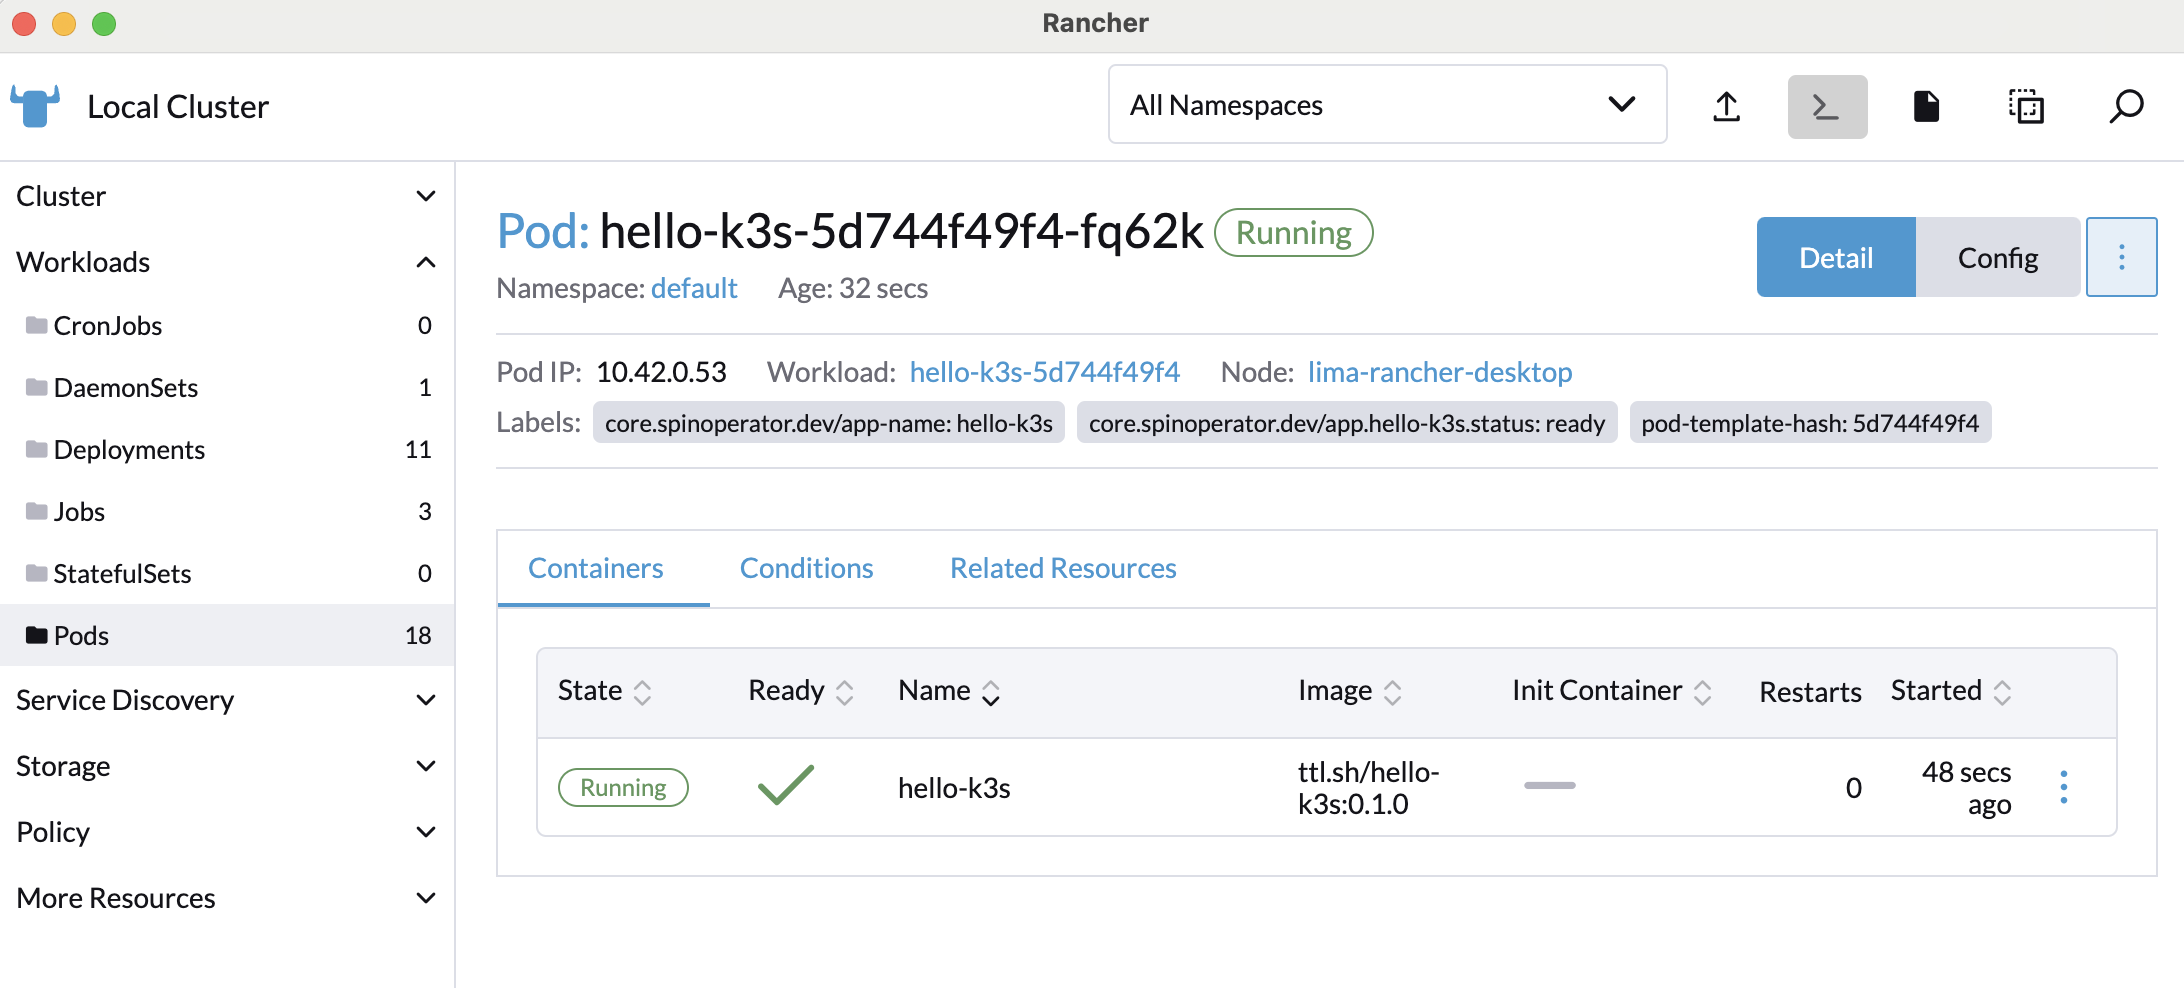 Rancher
Local Cluster
All Namespaces
Cluster
Workloads
CronJobs 0
DaemonSets 1
Deployments 11
Jobs 3
StatefulSets 0
Pods 18
Service Discovery
Storage
Policy
More Resources
Pod: hello-k3s-5d744f49f4-fq62k Running
Namespace: default Age: 32 secs
Detail Config
Pod IP: 10.42.0.53 Workload: hello-k3s-5d744f49f4 Node: lima-rancher-desktop
Labels: core.spinoperator.dev/app-name: hello-k3s core.spinoperator.dev/app.hello-k3s.status: ready pod-template-hash: 5d744f49f4
Containers Conditions Related Resources
State Ready Name Image Init Container Restarts Started
Running hello-k3s ttl.sh/hello- 0 48 secs
k3s:0.1.0 ago